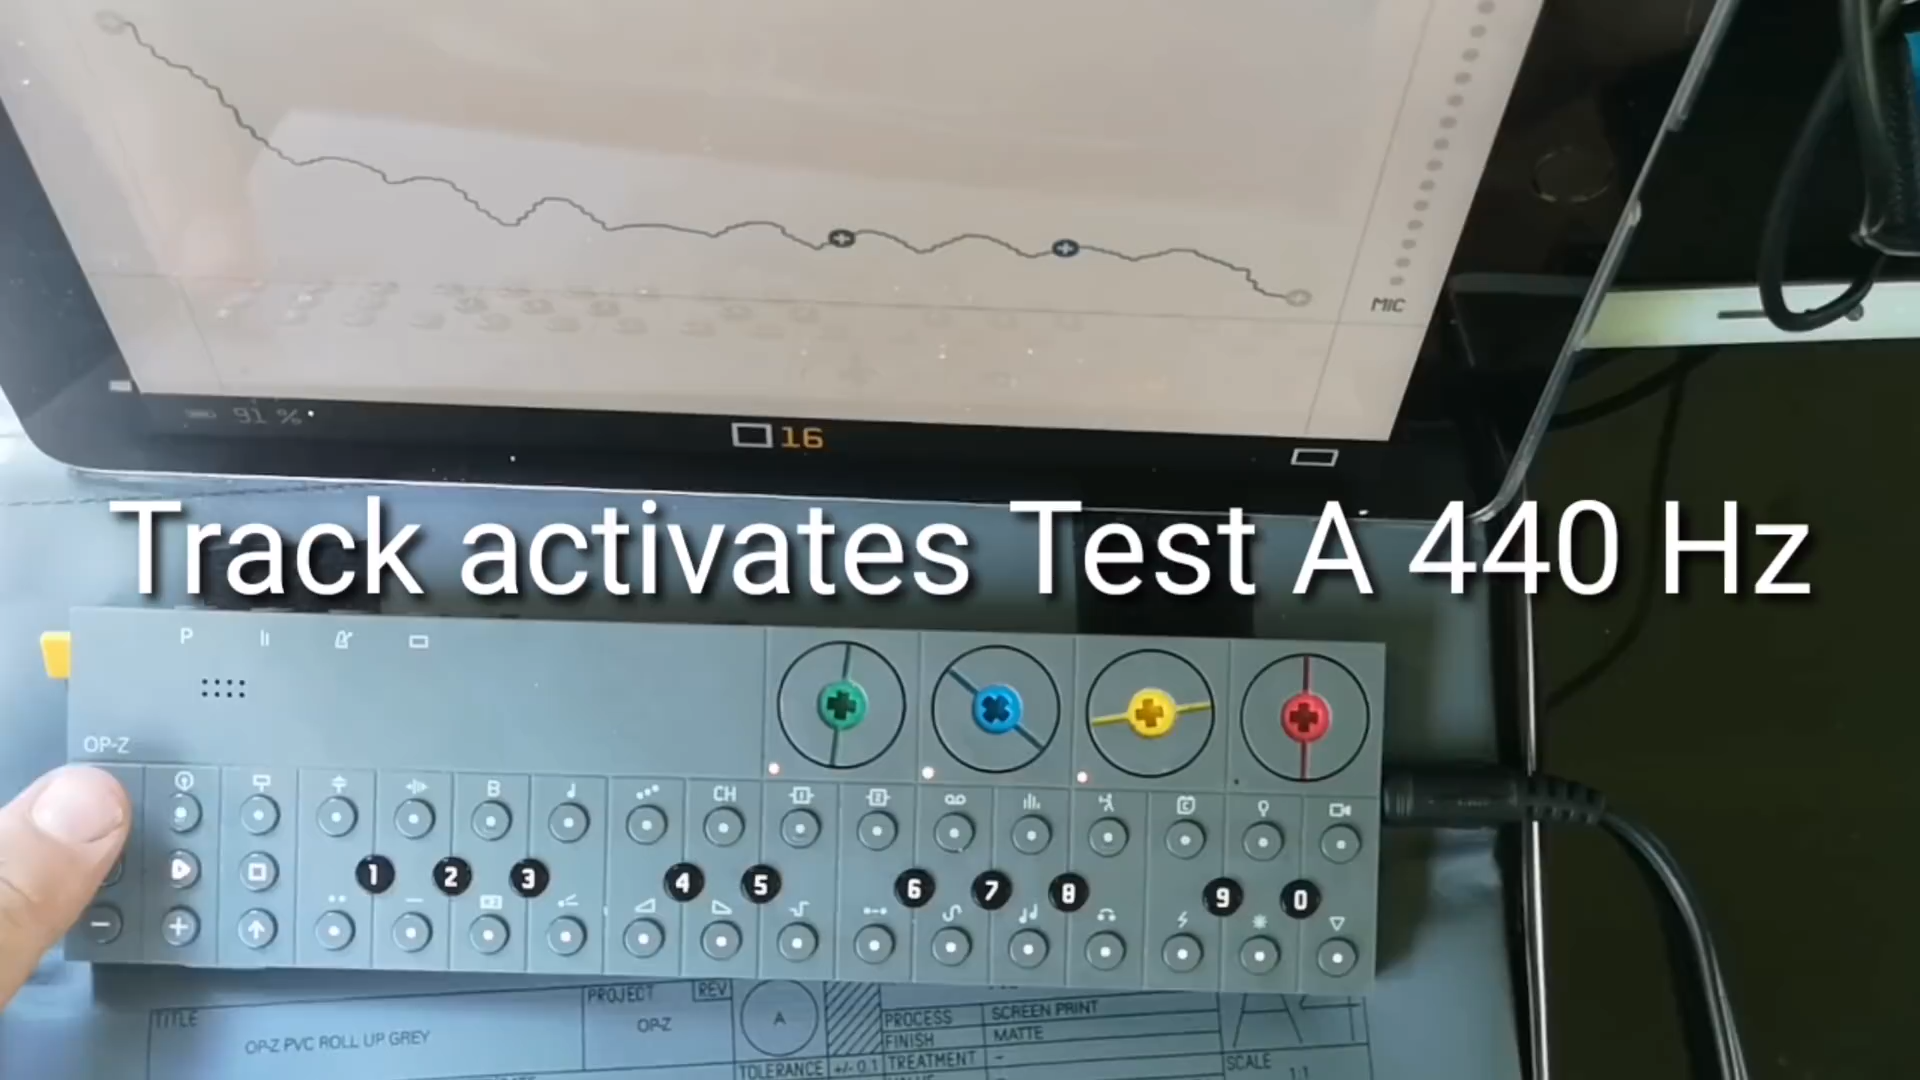 MIC
91 %
16
Track activates Test A 440 Hz
P
OP-Z
B
CH
1 2 3 4 5 6 7 8 9 0
TITLE
OP-Z PVC ROLL UP GREY
PROJECT
REV
OP-Z
A
TOLERANCE
+/- 0.1
PROCESS
SCREEN PRINT
FINISH
MATTE
TREATMENT
-
SCALE
1:1